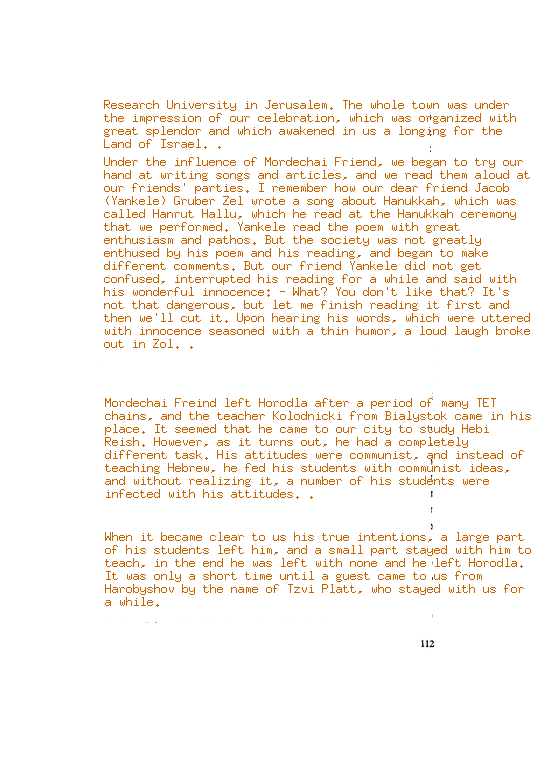 Research University in Jerusalem. The whole town was under
the impression of our celebration, which was organized with
great splendor and which awakened in us a longing for the
Land of Israel. .
Under the influence of Mordechai Friend, we began to try our
hand at writing songs and articles, and we read them aloud at
our friends' parties. I remember how our dear friend Jacob
(Yankele) Gruber Zel wrote a song about Hanukkah, which was
called Hanrut Hallu, which he read at the Hanukkah ceremony
that we performed. Yankele read the poem with great
enthusiasm and pathos. But the society was not greatly
enthused by his poem and his reading, and began to make
different comments. But our friend Yankele did not get
confused, interrupted his reading for a while and said with
his wonderful innocence: - What? You don't like that? It's
not that dangerous, but let me finish reading it first and
then we'll cut it. Upon hearing his words, which were uttered
with innocence seasoned with a thin humor, a loud laugh broke
out in Zol. .
Mordechai Freind left Horodla after a period of many TET
chains, and the teacher Kolodnicki from Bialystok came in his
place. It seemed that he came to our city to study Hebi
Reish. However, as it turns out, he had a completely
different task. His attitudes were communist, and instead of
teaching Hebrew, he fed his students with communist ideas,
and without realizing it, a number of his students were
infected with his attitudes. .
When it became clear to us his true intentions, a large part
of his students left him, and a small part stayed with him to
teach, in the end he was left with none and he left Horodla.
It was only a short time until a guest came to us from
Harobyshov by the name of Tzvi Platt, who stayed with us for
a while.
112